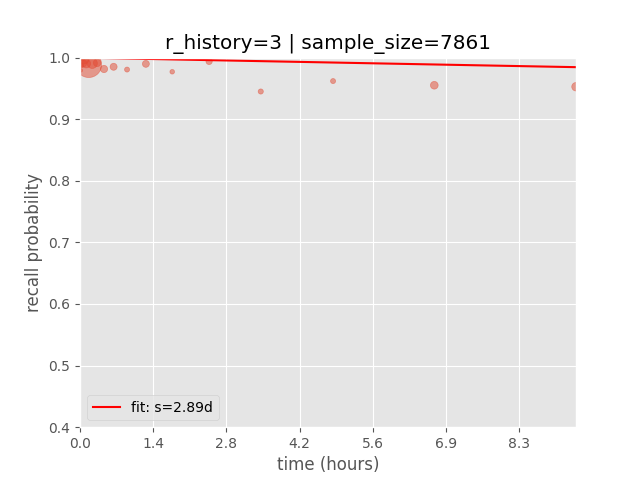 r_history=3 | sample_size=7861
recall probability
1.0
0.9
0.8
0.7
0.6
0.5
0.4
fit: s=2.89d
0.0 1.4 2.8 4.2 5.6 6.9 8.3
time (hours)